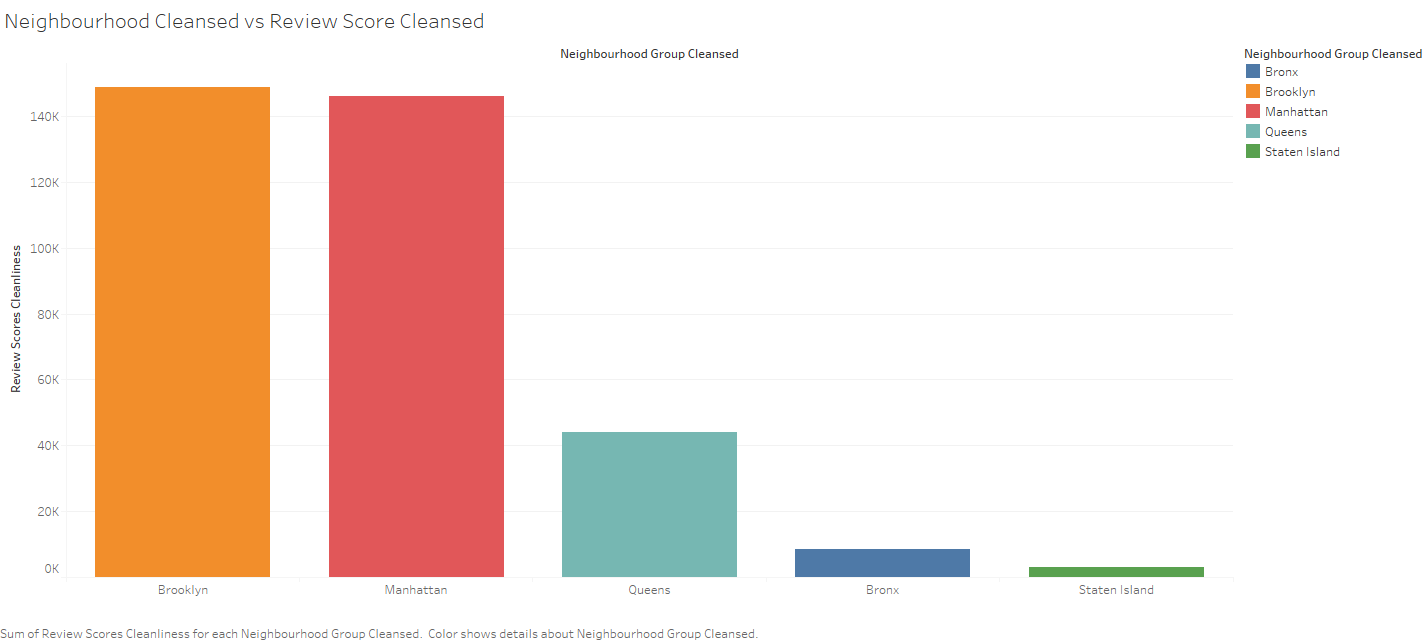 Neighbourhood Cleansed vs Review Score Cleansed
Neighbourhood Group Cleansed
Neighbourhood Group Cleansed
Bronx
Brooklyn
Manhattan
Queens
Staten Island
Review Scores Cleanliness
140K
120K
100K
80K
60K
40K
20K
0K
Brooklyn Manhattan Queens Bronx Staten Island
Sum of Review Scores Cleanliness for each Neighbourhood Group Cleansed.  Color shows details about Neighbourhood Group Cleansed.